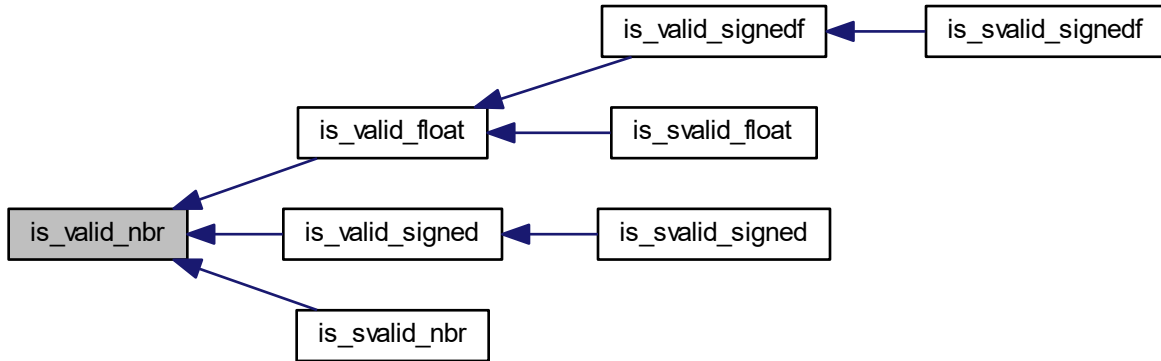 is_valid_signedf
is_svalid_signedf
is_valid_float
is_svalid_float
is_valid_nbr
is_valid_signed
is_svalid_signed
is_svalid_nbr